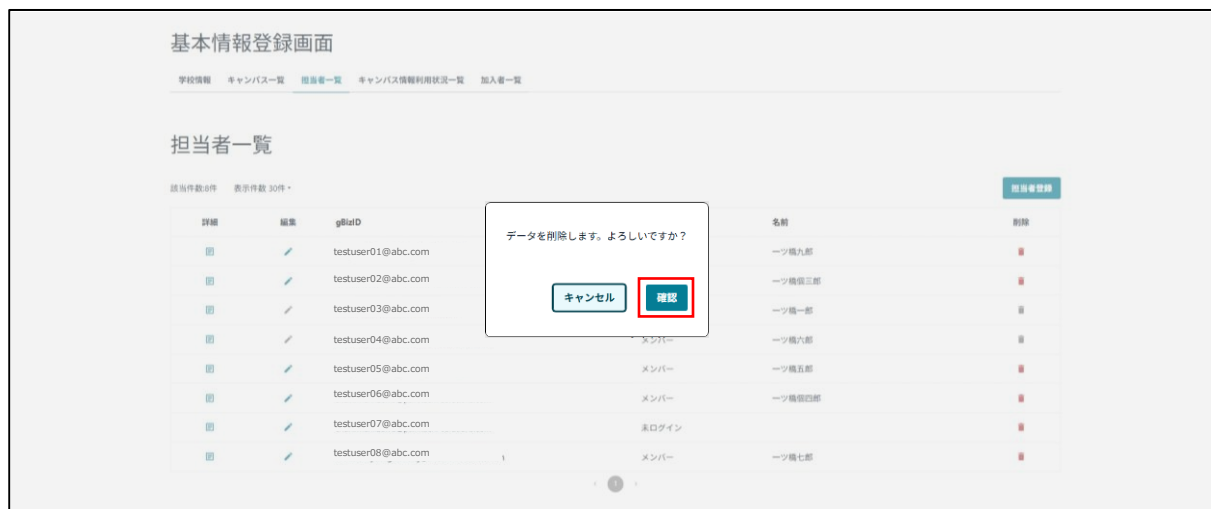 基本情報登録画面
学校情報 キャンパス一覧 担当者一覧 キャンパス情報利用状況一覧 加入者一覧
担当者一覧
該当件数:8件 表示件数 30件
担当者登録
詳細 編集 gBizID 名前 削除
testuser01@abc.com 一ツ橋九郎
testuser02@abc.com 一ツ橋信三郎
testuser03@abc.com 一ツ橋一郎
testuser04@abc.com メンバー 一ツ橋六郎
testuser05@abc.com メンバー 一ツ橋五郎
testuser06@abc.com メンバー 一ツ橋信四郎
testuser07@abc.com 未ログイン
testuser08@abc.com メンバー 一ツ橋七郎
データを削除します。よろしいですか？
キャンセル 確認
1